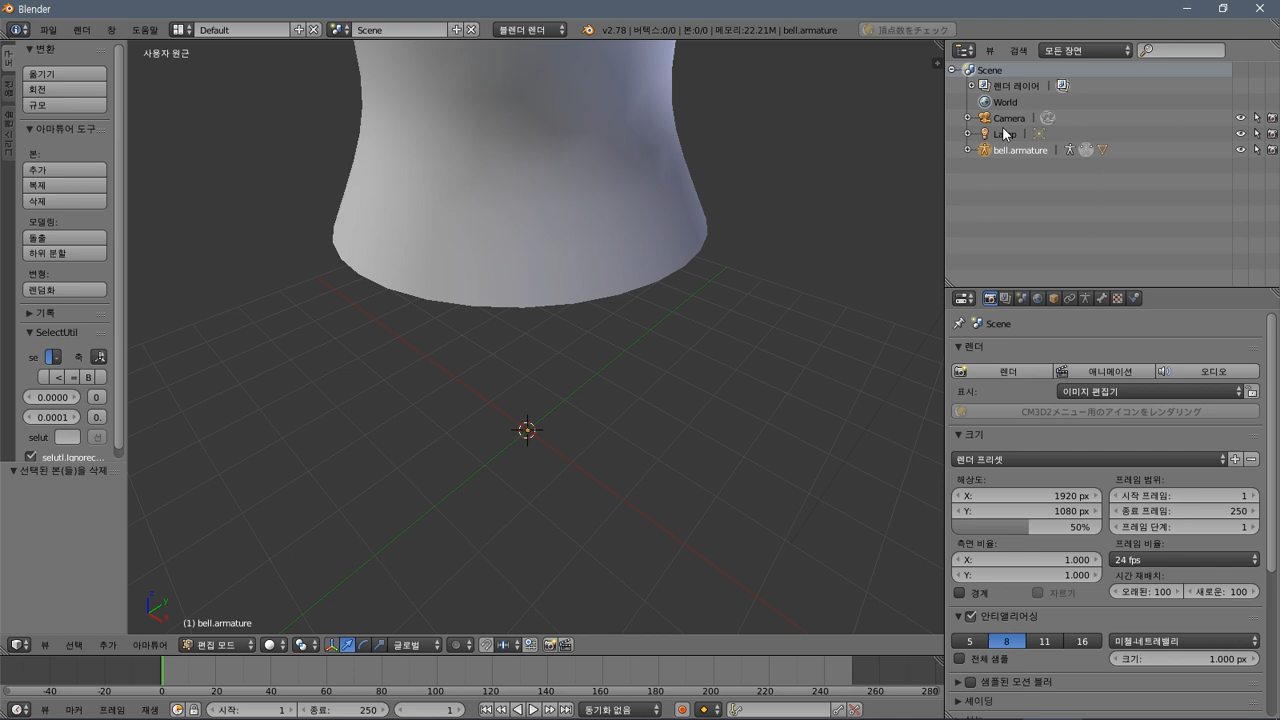 Blender
파일 렌더 창 도움말 Default Scene 블렌더 렌더 v2.78 | 버텍스:0/0 | 본:0/0 | 메모리:22.21M | bell.armature 頂点数をチェック
변환
옮기기
회전
규모
아마튜어 도구
본:
추가
복제
삭제
모델링:
돌출
하위 분할
변형:
렌덤화
기록
SelectUtil
se 축
< = B
0.0000 0
0.0001 0.
selut 선
selutl.Ignorec...
선택된 본(들)을 삭제
사용자 원근
(1) bell.armature
뷰 선택 추가 아마튜어 편집 모드 글로벌
-40 -20 0 20 40 60 80 100 120 140 160 180 200 220 240 260 280
뷰 마커 프레임 재생 시작: 1 종료: 250 1 동기화 없음
뷰 검색 모든 장면
Scene
렌더 레이어 |
World
Camera |
bell.armature |
Scene
렌더
렌더 애니메이션 오디오
표시: 이미지 편집기
CM3D2メニュー用のアイコンをレンダリング
크기
렌더 프리셋
해상도: 프레임 범위:
X: 1920 px 시작 프레임: 1
Y: 1080 px 종료 프레임: 250
50% 프레임 단계: 1
측면 비율: 프레임 비율:
X: 1.000 24 fps
Y: 1.000 시간 재배치:
경계 자르기 오래된: 100 새로운: 100
안티앨리어싱
5 8 11 16 미첼-네트레밸리
전체 샘플 크기: 1.000 px
샘플된 모션 블러
셰이딩